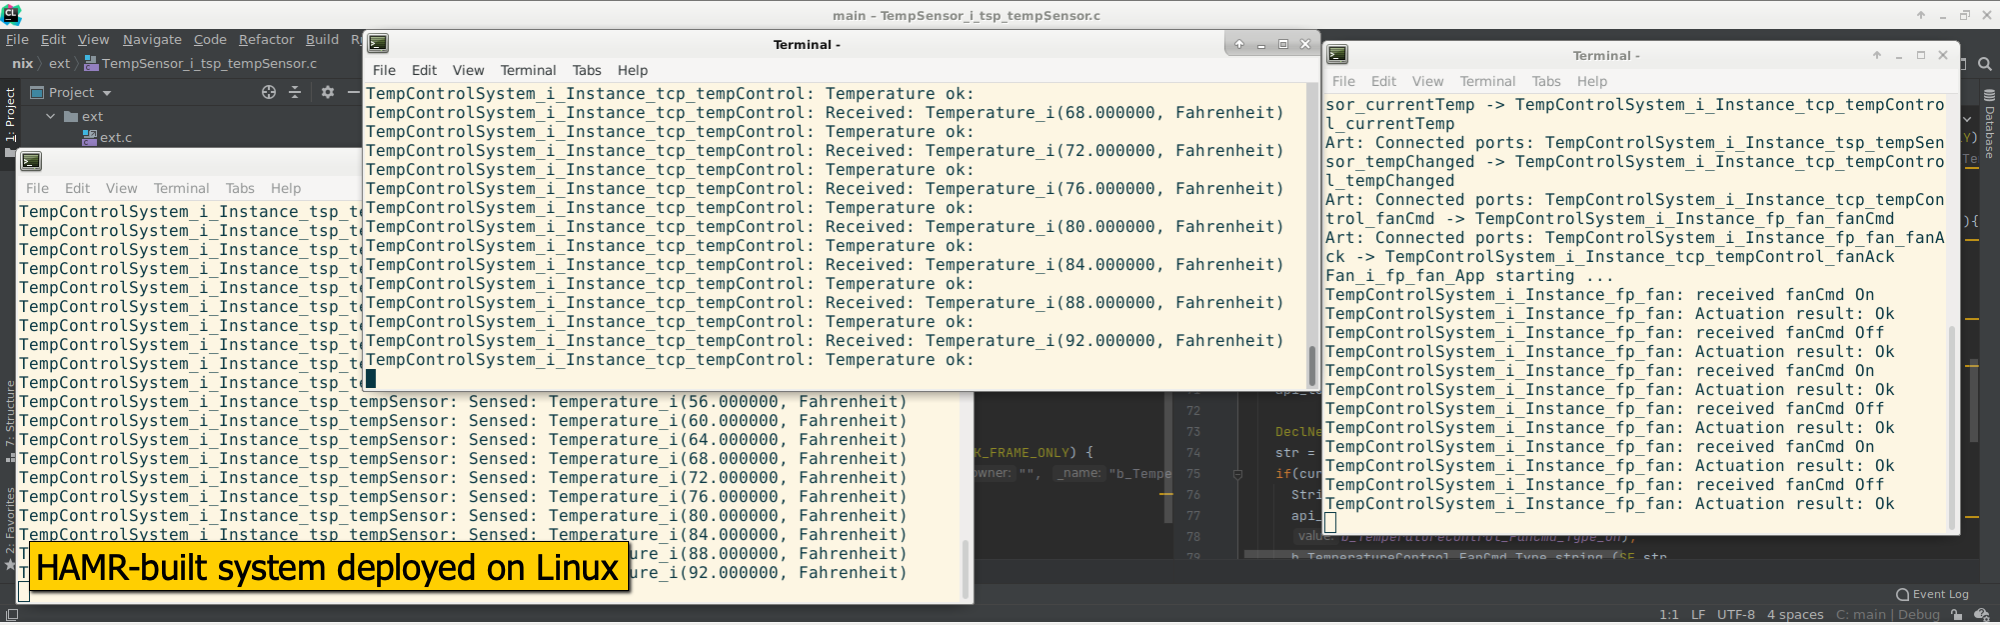 main – TempSensor_i_tsp_tempSensor.c
File Edit View Navigate Code Refactor Build
nix ext TempSensor_i_tsp_tempSensor.c
1: Project
Project
ext
ext.c
7: Structure
2: Favorites
File Edit View Terminal Tabs Help
TempControlSystem_i_Instance_tsp_te
TempControlSystem_i_Instance_tsp_te
TempControlSystem_i_Instance_tsp_te
TempControlSystem_i_Instance_tsp_te
TempControlSystem_i_Instance_tsp_te
TempControlSystem_i_Instance_tsp_te
TempControlSystem_i_Instance_tsp_te
TempControlSystem_i_Instance_tsp_te
TempControlSystem_i_Instance_tsp_te
TempControlSystem_i_Instance_tsp_te
TempControlSystem_i_Instance_tsp_tempSensor: Sensed: Temperature_i(56.000000, Fahrenheit)
TempControlSystem_i_Instance_tsp_tempSensor: Sensed: Temperature_i(60.000000, Fahrenheit)
TempControlSystem_i_Instance_tsp_tempSensor: Sensed: Temperature_i(64.000000, Fahrenheit)
TempControlSystem_i_Instance_tsp_tempSensor: Sensed: Temperature_i(68.000000, Fahrenheit)
TempControlSystem_i_Instance_tsp_tempSensor: Sensed: Temperature_i(72.000000, Fahrenheit)
TempControlSystem_i_Instance_tsp_tempSensor: Sensed: Temperature_i(76.000000, Fahrenheit)
TempControlSystem_i_Instance_tsp_tempSensor: Sensed: Temperature_i(80.000000, Fahrenheit)
TempControlSystem_i_Instance_tsp_tempSensor: Sensed: Temperature_i(84.000000, Fahrenheit)
ure_i(88.000000, Fahrenheit)
ure_i(92.000000, Fahrenheit)
HAMR-built system deployed on Linux
Terminal -
File Edit View Terminal Tabs Help
TempControlSystem_i_Instance_tcp_tempControl: Temperature ok:
TempControlSystem_i_Instance_tcp_tempControl: Received: Temperature_i(68.000000, Fahrenheit)
TempControlSystem_i_Instance_tcp_tempControl: Temperature ok:
TempControlSystem_i_Instance_tcp_tempControl: Received: Temperature_i(72.000000, Fahrenheit)
TempControlSystem_i_Instance_tcp_tempControl: Temperature ok:
TempControlSystem_i_Instance_tcp_tempControl: Received: Temperature_i(76.000000, Fahrenheit)
TempControlSystem_i_Instance_tcp_tempControl: Temperature ok:
TempControlSystem_i_Instance_tcp_tempControl: Received: Temperature_i(80.000000, Fahrenheit)
TempControlSystem_i_Instance_tcp_tempControl: Temperature ok:
TempControlSystem_i_Instance_tcp_tempControl: Received: Temperature_i(84.000000, Fahrenheit)
TempControlSystem_i_Instance_tcp_tempControl: Temperature ok:
TempControlSystem_i_Instance_tcp_tempControl: Received: Temperature_i(88.000000, Fahrenheit)
TempControlSystem_i_Instance_tcp_tempControl: Temperature ok:
TempControlSystem_i_Instance_tcp_tempControl: Received: Temperature_i(92.000000, Fahrenheit)
TempControlSystem_i_Instance_tcp_tempControl: Temperature ok:
K_FRAME_ONLY) {
owner: "", _name: "b_Tempe
72
73 DeclNe
74 str =
75 if(cur
76 Stri
77 api_
78 value: b_TemperatureControl_FanCmd_Type_On);
79 b_TemperatureControl_FanCmd_Type_string_(SF str
Terminal -
File Edit View Terminal Tabs Help
sor_currentTemp -> TempControlSystem_i_Instance_tcp_tempContro
l_currentTemp
Art: Connected ports: TempControlSystem_i_Instance_tsp_tempSen
sor_tempChanged -> TempControlSystem_i_Instance_tcp_tempContro
l_tempChanged
Art: Connected ports: TempControlSystem_i_Instance_tcp_tempCon
trol_fanCmd -> TempControlSystem_i_Instance_fp_fan_fanCmd
Art: Connected ports: TempControlSystem_i_Instance_fp_fan_fanA
ck -> TempControlSystem_i_Instance_tcp_tempControl_fanAck
Fan_i_fp_fan_App starting ...
TempControlSystem_i_Instance_fp_fan: received fanCmd On
TempControlSystem_i_Instance_fp_fan: Actuation result: Ok
TempControlSystem_i_Instance_fp_fan: received fanCmd Off
TempControlSystem_i_Instance_fp_fan: Actuation result: Ok
TempControlSystem_i_Instance_fp_fan: received fanCmd On
TempControlSystem_i_Instance_fp_fan: Actuation result: Ok
TempControlSystem_i_Instance_fp_fan: received fanCmd Off
TempControlSystem_i_Instance_fp_fan: Actuation result: Ok
TempControlSystem_i_Instance_fp_fan: received fanCmd On
TempControlSystem_i_Instance_fp_fan: Actuation result: Ok
TempControlSystem_i_Instance_fp_fan: received fanCmd Off
TempControlSystem_i_Instance_fp_fan: Actuation result: Ok
Database
Event Log
1:1 LF UTF-8 4 spaces C: main | Debug